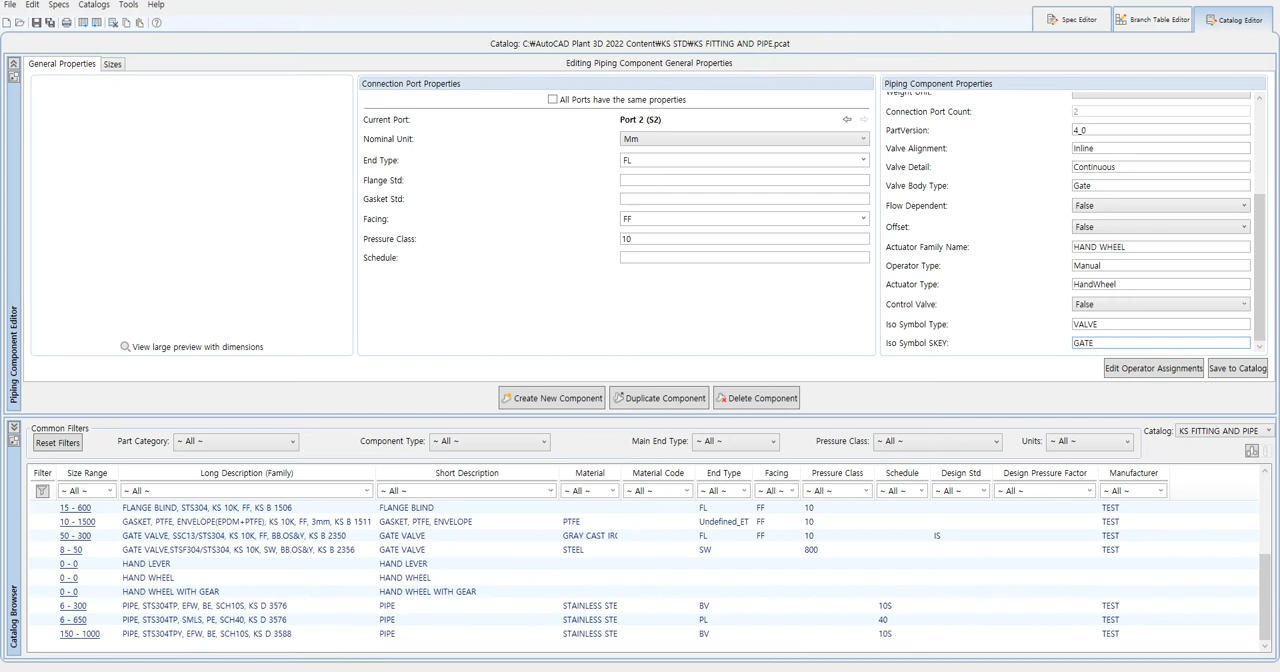 File Edit Specs Catalogs Tools Help
Spec Editor Branch Table Editor Catalog Editor
Catalog: C:₩AutoCAD Plant 3D 2022 Content₩KS STD₩KS FITTING AND PIPE.pcat
General Properties Sizes Editing Piping Component General Properties
Connection Port Properties
All Ports have the same properties
Current Port: Port 2 (S2)
Nominal Unit: Mm
End Type: FL
Flange Std:
Gasket Std:
Facing: FF
Pressure Class: 10
Schedule:
View large preview with dimensions
Piping Component Editor
Piping Component Properties
Weight Unit:
Connection Port Count: 2
PartVersion: 4_0
Valve Alignment: Inline
Valve Detail: Continuous
Valve Body Type: Gate
Flow Dependent: False
Offset: False
Actuator Family Name: HAND WHEEL
Operator Type: Manual
Actuator Type: HandWheel
Control Valve: False
Iso Symbol Type: VALVE
Iso Symbol SKEY: GATE
Edit Operator Assignments Save to Catalog
Create New Component Duplicate Component Delete Component
Common Filters
Reset Filters Part Category: ~ All ~ Component Type: ~ All ~ Main End Type: ~ All ~ Pressure Class: ~ All ~ Units: ~ All ~ Catalog: KS FITTING AND PIPE
Filter Size Range Long Description (Family) Short Description Material Material Code End Type Facing Pressure Class Schedule Design Std Design Pressure Factor Manufacturer
~ All ~ ~ All ~ ~ All ~ ~ All ~ ~ All ~ ~ All ~ ~ All ~ ~ All ~ ~ All ~ ~ All ~ ~ All ~ ~ All ~
15 - 600 FLANGE BLIND, STS304, KS 10K, FF, KS B 1506 FLANGE BLIND FL FF 10 TEST
10 - 1500 GASKET, PTFE, ENVELOPE(EPDM+PTFE), KS 10K, FF, 3mm, KS B 1511 GASKET, PTFE, ENVELOPE PTFE Undefined_ET FF 10 TEST
50 - 300 GATE VALVE, SSC13/STS304, KS 10K, FF, BB.OS&Y, KS B 2350 GATE VALVE GRAY CAST IRC FL FF 10 IS TEST
8 - 50 GATE VALVE,STSF304/STS304, KS 10K, SW, BB.OS&Y, KS B 2356 GATE VALVE STEEL SW 800 TEST
0 - 0 HAND LEVER HAND LEVER
0 - 0 HAND WHEEL HAND WHEEL
0 - 0 HAND WHEEL WITH GEAR HAND WHEEL WITH GEAR
6 - 300 PIPE, STS304TP, EFW, BE, SCH10S, KS D 3576 PIPE STAINLESS STE BV 10S TEST
6 - 650 PIPE, STS304TP, SMLS, PE, SCH40, KS D 3576 PIPE STAINLESS STE PL 40 TEST
150 - 1000 PIPE, STS304TPY, EFW, BE, SCH10S, KS D 3588 PIPE STAINLESS STE BV 10S TEST
Catalog Browser